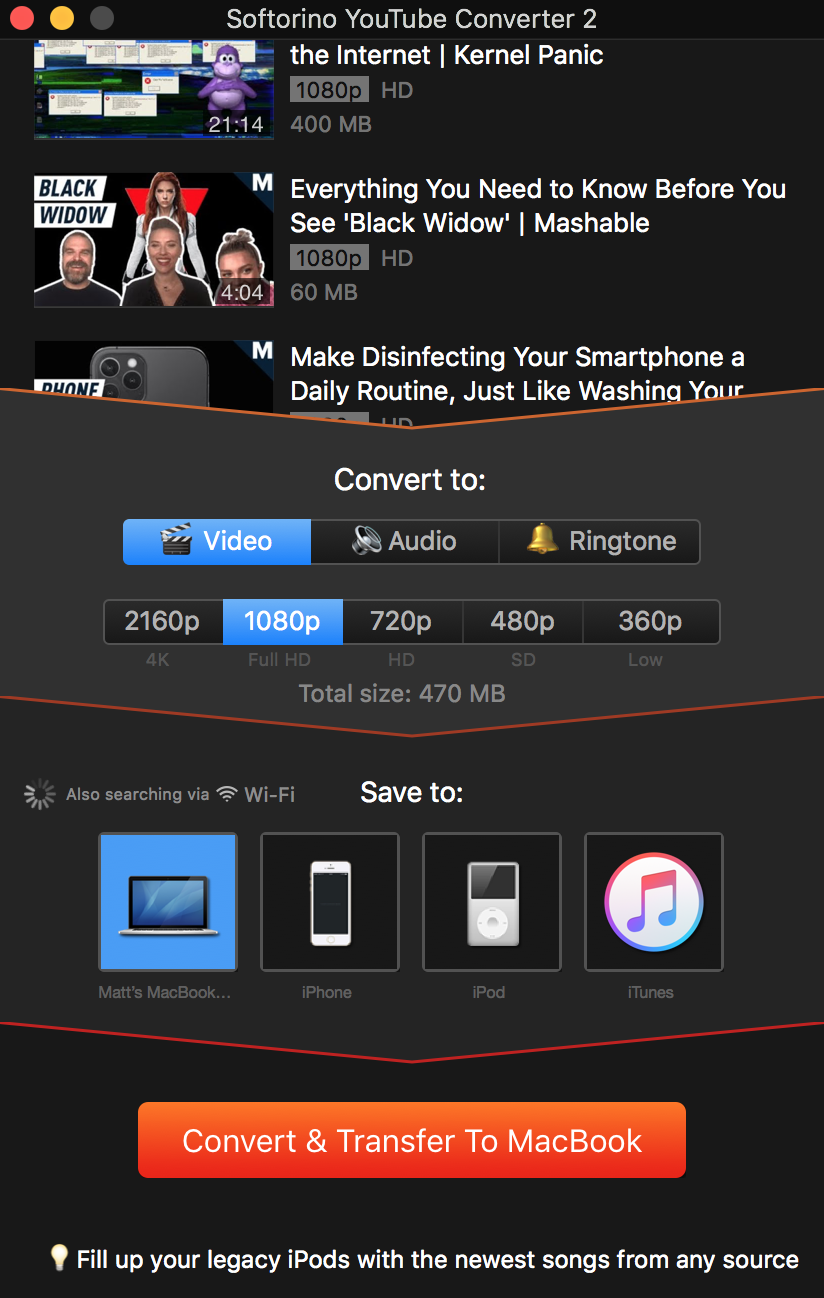 Softorino YouTube Converter 2
the Internet | Kernel Panic
1080p HD
21:14
400 MB
BLACK
WIDOW
M
4:04
Everything You Need to Know Before You
See 'Black Widow' | Mashable
1080p HD
60 MB
M
PHONE
Make Disinfecting Your Smartphone a
Daily Routine, Just Like Washing Your
HD
Convert to:
Video Audio Ringtone
2160p 1080p 720p 480p 360p
4K Full HD HD SD Low
Total size: 470 MB
Also searching via Wi-Fi
Save to:
Matt's MacBook... iPhone iPod iTunes
Convert & Transfer To MacBook
Fill up your legacy iPods with the newest songs from any source